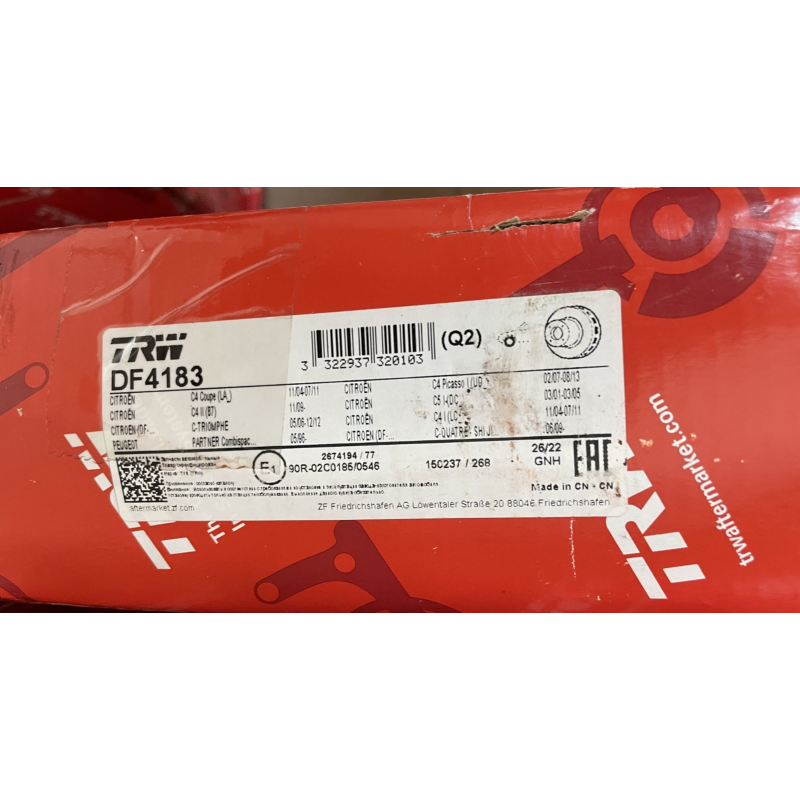 TRW
DF4183
3 322937 320103
(Q2)
CITROËN C4 Coupe (LA_) 11/04-07/11 CITROËN C4 Picasso I (UD_) 02/07-08/13
CITROËN C4 II (B7) 11/09- CITROËN C5 I (DC_) 03/01-03/05
CITROËN (DF-... C-TRIOMPHE 05/06-12/12 CITROËN C4 I (LC_) 11/04-07/11
PEUGEOT PARTNER Combispac... 05/96- CITROËN (DF-... C-QUATRE SHIJI... 06/09-
2674194 / 77
E1 90R-02C0186/0546
150237 / 268
26/22
GNH
EAC
Made in CN - CN
aftermarket.zf.com
ZF Friedrichshafen AG Löwentaler Straße 20 88046 Friedrichshafen
TRW
trwaftermarket.com